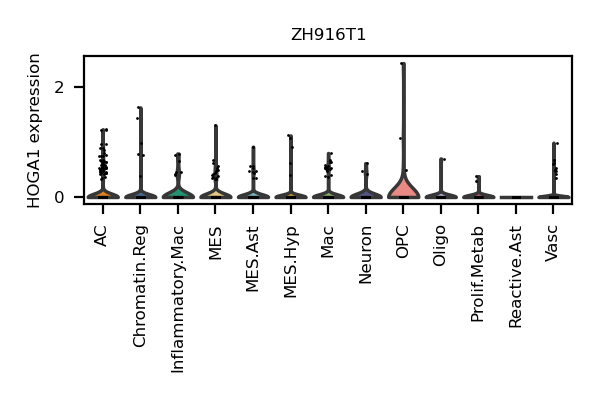 ZH916T1
HOGA1 expression
2
0
AC
Chromatin.Reg
Inflammatory.Mac
MES
MES.Ast
MES.Hyp
Mac
Neuron
OPC
Oligo
Prolif.Metab
Reactive.Ast
Vasc